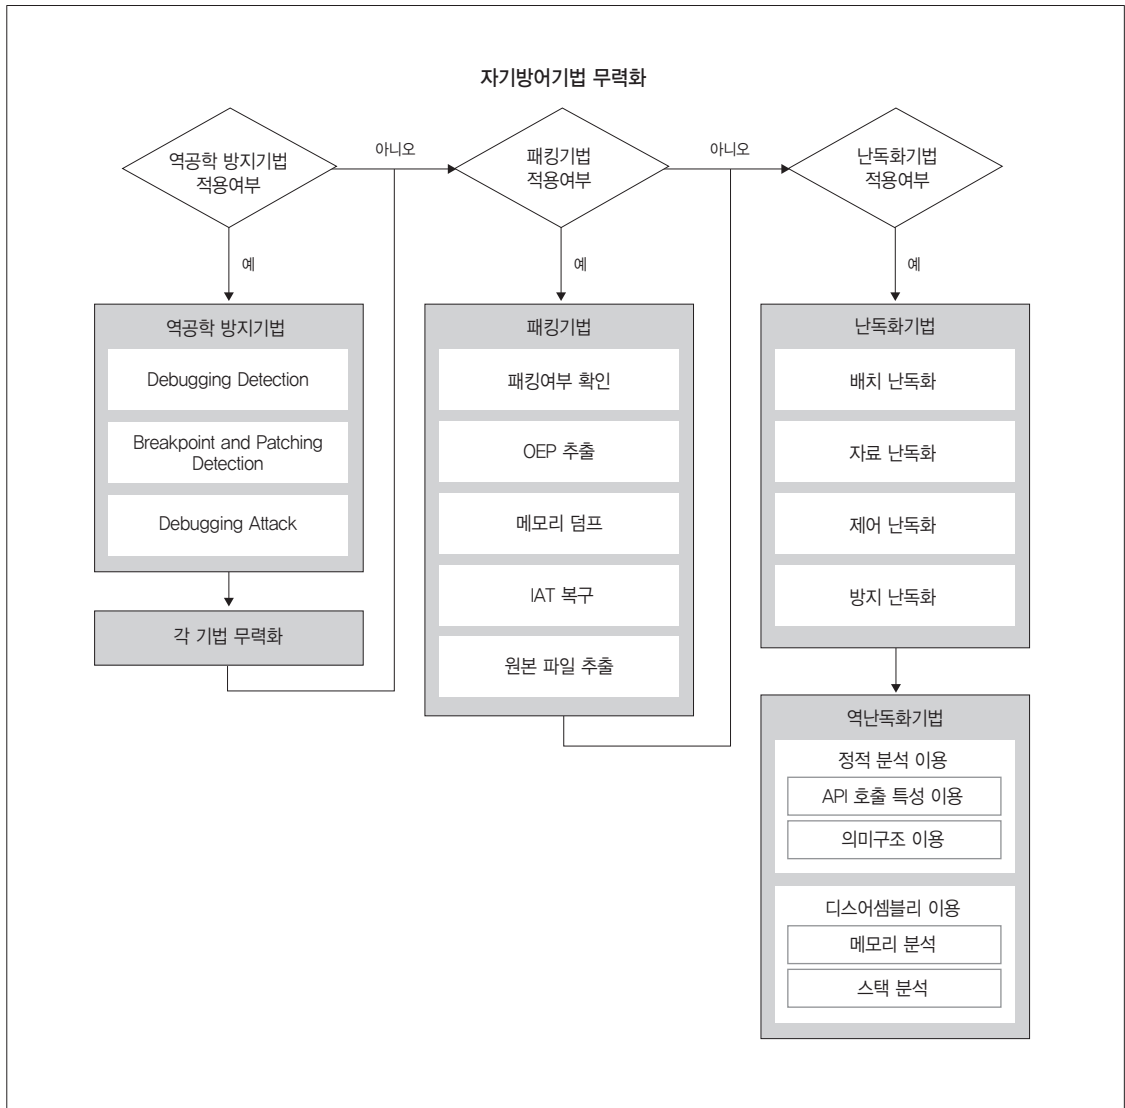 자기방어기법 무력화
역공학 방지기법
적용여부
아니오
패킹기법
적용여부
아니오
난독화기법
적용여부
예
예
예
역공학 방지기법
Debugging Detection
Breakpoint and Patching
Detection
Debugging Attack
각 기법 무력화
패킹기법
패킹여부 확인
OEP 추출
메모리 덤프
IAT 복구
원본 파일 추출
난독화기법
배치 난독화
자료 난독화
제어 난독화
방지 난독화
역난독화기법
정적 분석 이용
API 호출 특성 이용
의미구조 이용
디스어셈블리 이용
메모리 분석
스택 분석